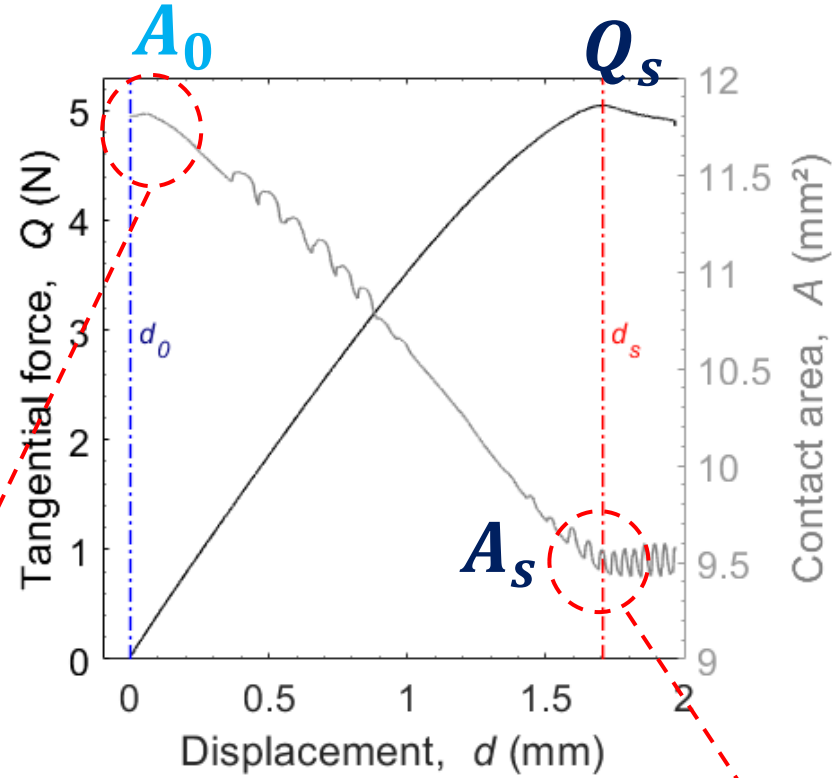 A₀
Qₛ
Tangential force, Q (N)
5
4
3
2
1
0
d₀
dₛ
Aₛ
12
11.5
11
10.5
10
9.5
9
Contact area, A (mm²)
0
0.5
1
1.5
2
Displacement, d (mm)